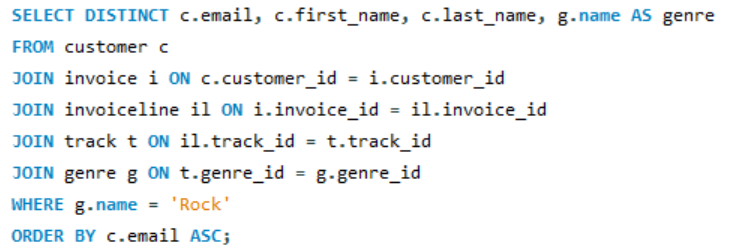 SELECT DISTINCT c.email, c.first_name, c.last_name, g.name AS genre
FROM customer c
JOIN invoice i ON c.customer_id = i.customer_id
JOIN invoiceline il ON i.invoice_id = il.invoice_id
JOIN track t ON il.track_id = t.track_id
JOIN genre g ON t.genre_id = g.genre_id
WHERE g.name = 'Rock'
ORDER BY c.email ASC;